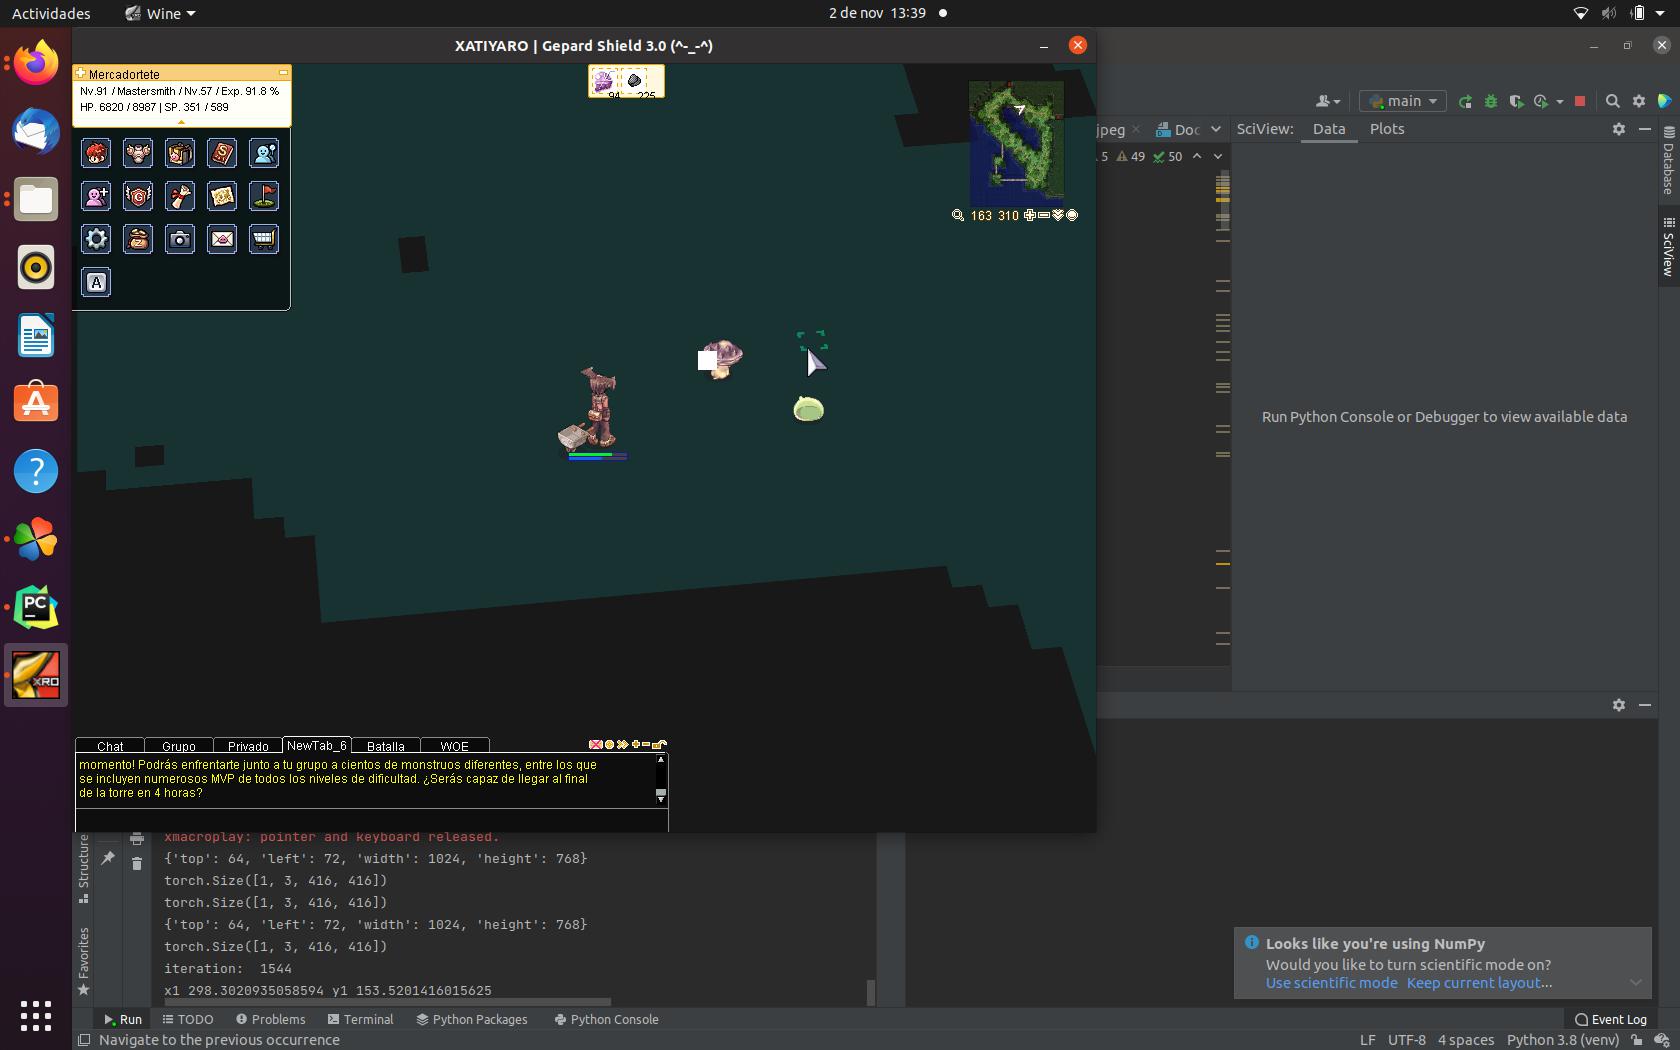 Actividades
Wine
2 de nov 13:39
XATIYARO | Gepard Shield 3.0 (^-_-^)
Mercadortete
Nv.91 / Mastersmith / Nv.57 / Exp. 91.8 %
HP. 6820 / 8987 | SP. 351 / 589
94 225
S
G
A
163 310
main
jpeg
Doc
SciView:
Data
Plots
5 49 50
Database
SciView
Run Python Console or Debugger to view available data
PC
XRO
Chat
Grupo
Privado
NewTab_6
Batalla
WOE
momento! Podrás enfrentarte junto a tu grupo a cientos de monstruos diferentes, entre los que
se incluyen numerosos MVP de todos los niveles de dificultad. ¿Serás capaz de llegar al final
de la torre en 4 horas?
Structure
Favorites
xmacroplay: pointer and keyboard released.
{'top': 64, 'left': 72, 'width': 1024, 'height': 768}
torch.Size([1, 3, 416, 416])
torch.Size([1, 3, 416, 416])
{'top': 64, 'left': 72, 'width': 1024, 'height': 768}
torch.Size([1, 3, 416, 416])
iteration:  1544
x1 298.3020935058594 y1 153.5201416015625
Looks like you're using NumPy
Would you like to turn scientific mode on?
Use scientific mode Keep current layout...
Run
TODO
Problems
Terminal
Python Packages
Python Console
Event Log
Navigate to the previous occurrence
LF UTF-8 4 spaces Python 3.8 (venv)